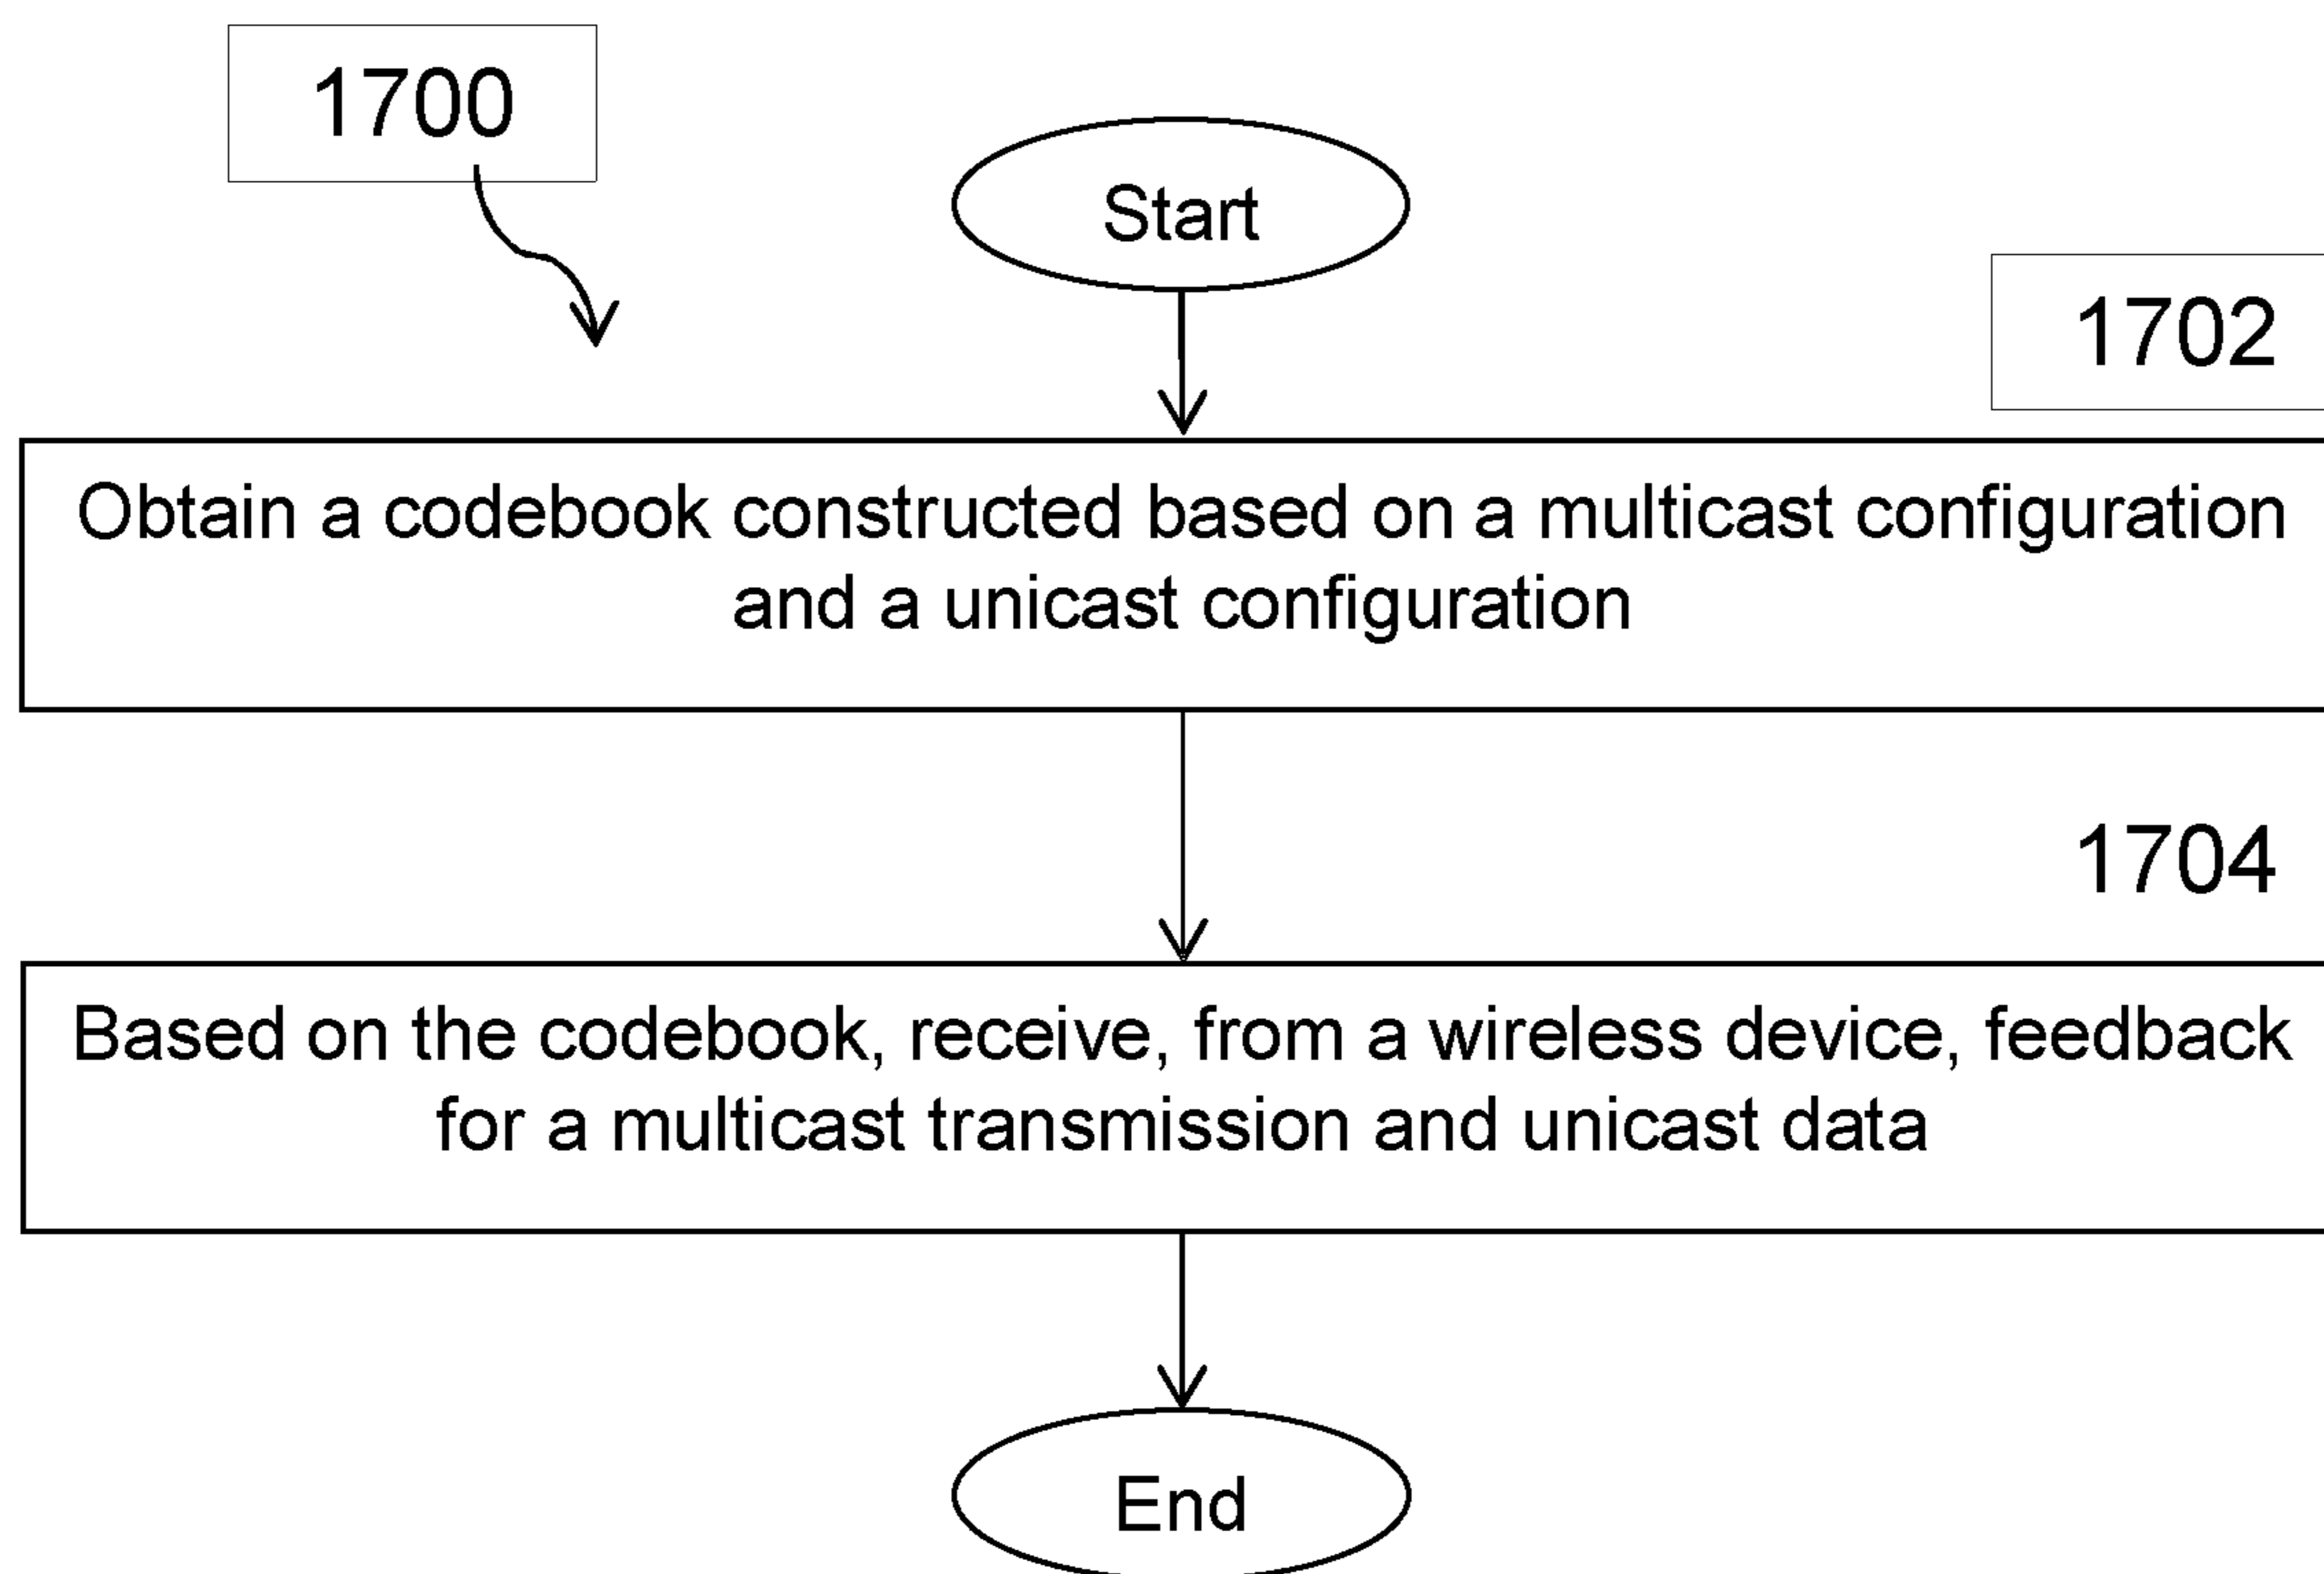 1700
Start
1702
Obtain a codebook constructed based on a multicast configuration
and a unicast configuration
1704
Based on the codebook, receive, from a wireless device, feedback
for a multicast transmission and unicast data
End